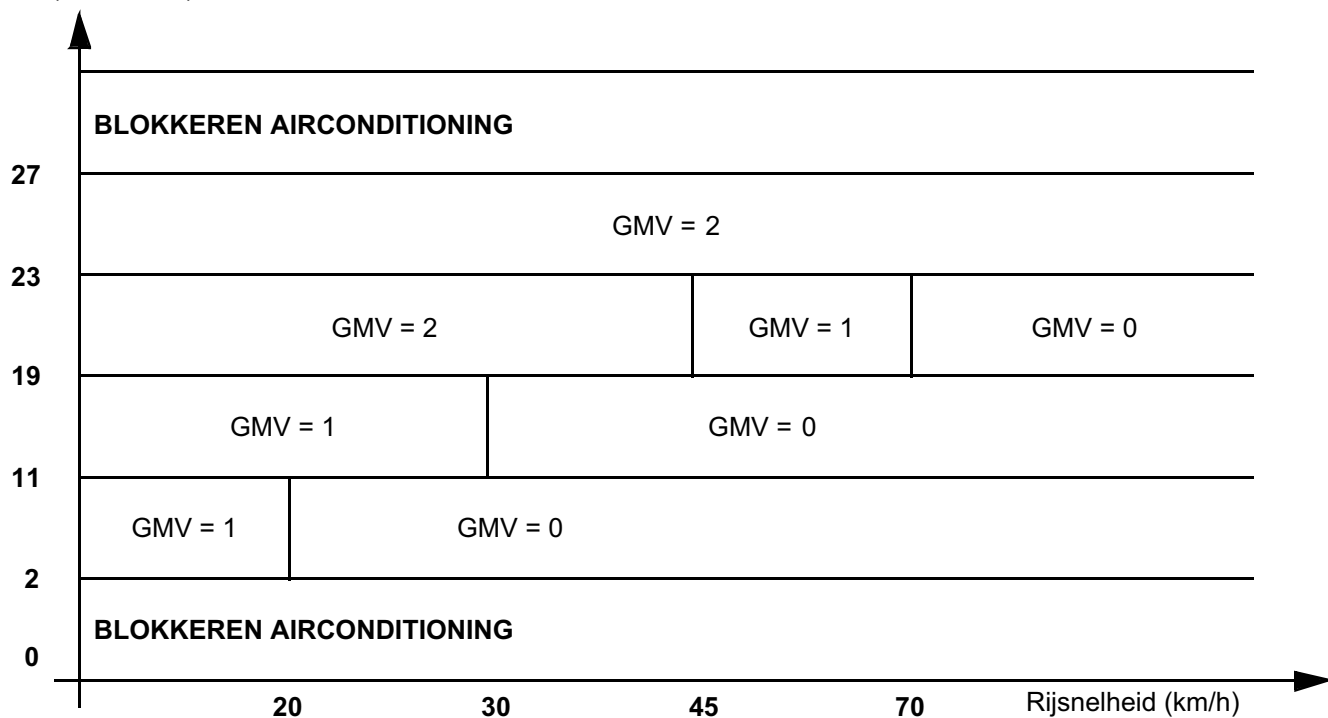 BLOKKEREN AIRCONDITIONING
27
GMV = 2
23
GMV = 2 GMV = 1 GMV = 0
19
GMV = 1 GMV = 0
11
GMV = 1 GMV = 0
2
BLOKKEREN AIRCONDITIONING
0
20 30 45 70 Rijsnelheid (km/h)